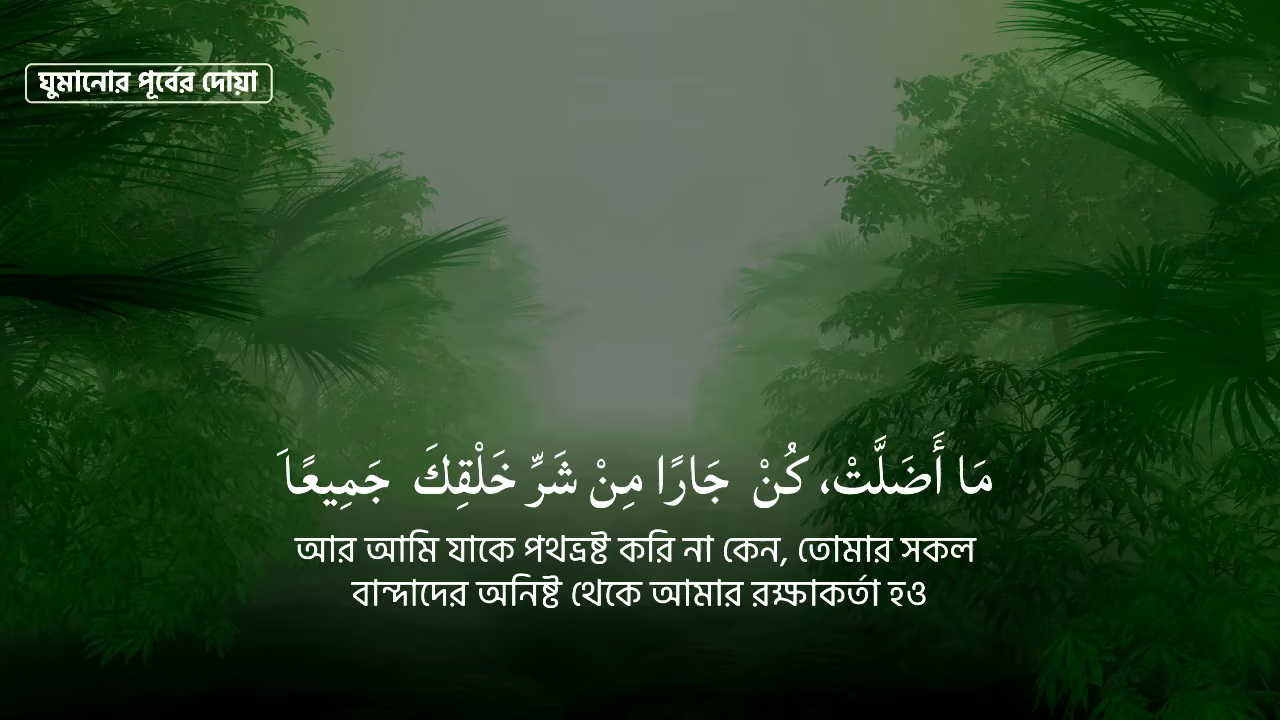 ঘুমানোর পূর্বের দোয়া
مَا أَضَلَّتْ، كُنْ جَارًا مِنْ شَرِّ خَلْقِكَ جَمِيعًاَ
আর আমি যাকে পথভ্রষ্ট করি না কেন, তোমার সকল
বান্দাদের অনিষ্ট থেকে আমার রক্ষাকর্তা হও